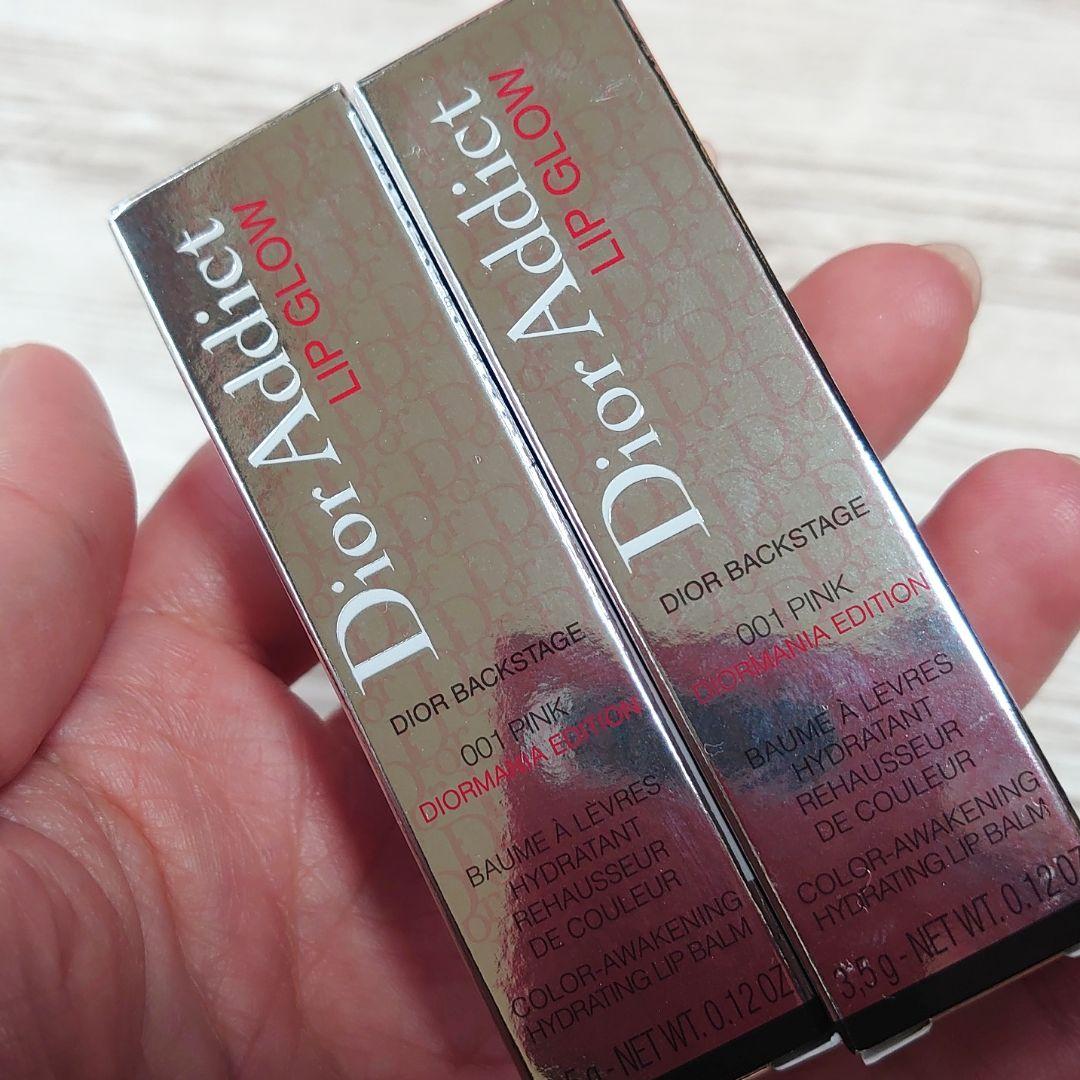 Dior Addict
LIP GLOW
DIOR BACKSTAGE
001 PINK
DIORMANIA EDITION
BAUME À LÈVRES
HYDRATANT
REHAUSSEUR
DE COULEUR
COLOR-AWAKENING
HYDRATING LIP BALM
5g - NET WT. 0.12 OZ
Dior Addict
LIP GLOW
DIOR BACKSTAGE
001 PINK
DIORMANIA EDITION
BAUME À LÈVRES
HYDRATANT
REHAUSSEUR
DE COULEUR
COLOR-AWAKENING
HYDRATING LIP BALM
3,5 g - NET WT. 0.12 OZ